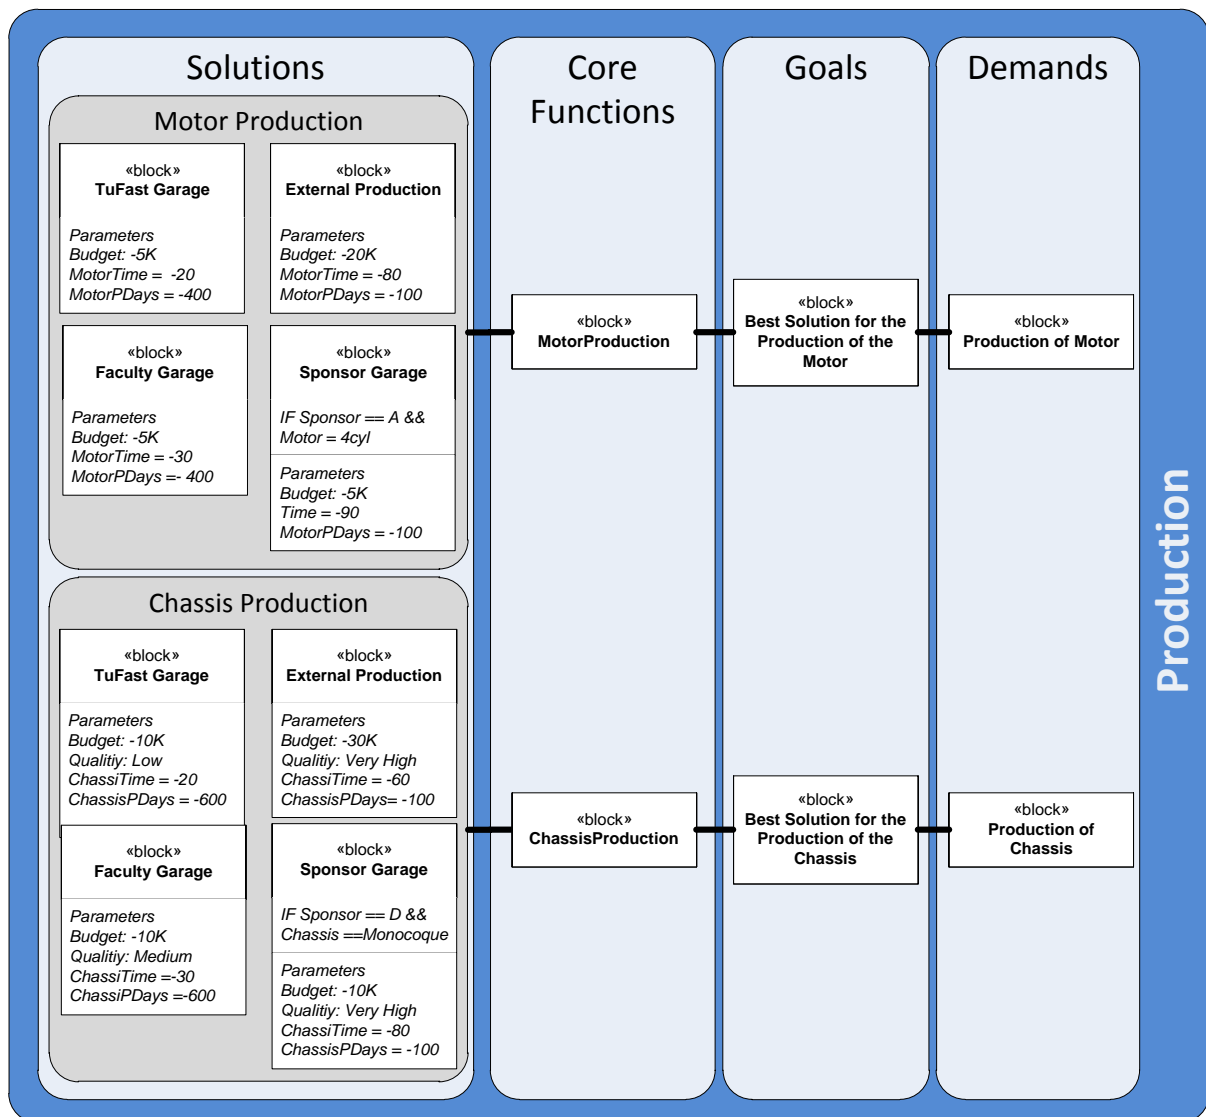 Solutions
Core
Functions
Goals
Demands
Motor Production
«block»
TuFast Garage
Parameters
Budget: -5K
MotorTime =  -20
MotorPDays = -400
«block»
External Production
Parameters
Budget: -20K
MotorTime = -80
MotorPDays = -100
«block»
Faculty Garage
Parameters
Budget: -5K
MotorTime = -30
MotorPDays =- 400
«block»
Sponsor Garage
IF Sponsor == A &&
Motor = 4cyl
Parameters
Budget: -5K
Time = -90
MotorPDays = -100
«block»
MotorProduction
«block»
Best Solution for the
Production of the
Motor
«block»
Production of Motor
Chassis Production
«block»
TuFast Garage
Parameters
Budget: -10K
Qualitiy: Low
ChassiTime = -20
ChassisPDays = -600
«block»
External Production
Parameters
Budget: -30K
Qualitiy: Very High
ChassiTime = -60
ChassisPDays= -100
«block»
Faculty Garage
Parameters
Budget: -10K
Qualitiy: Medium
ChassiTime =-30
ChassiPDays =-600
«block»
Sponsor Garage
IF Sponsor == D &&
Chassis ==Monocoque
Parameters
Budget: -10K
Qualitiy: Very High
ChassiTime = -80
ChassisPDays = -100
«block»
ChassisProduction
«block»
Best Solution for the
Production of the
Chassis
«block»
Production of
Chassis
Production